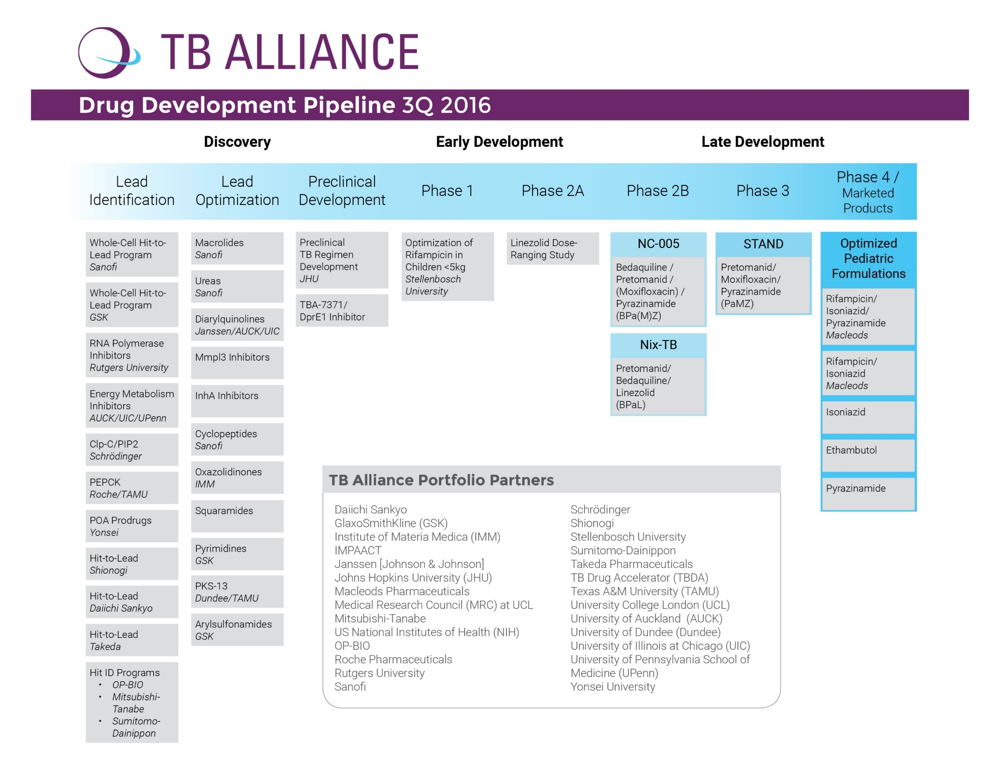 TB ALLIANCE
Drug Development Pipeline 3Q 2016
Discovery
Early Development
Late Development
Lead
Identification
Lead
Optimization
Preclinical
Development
Phase 1
Phase 2A
Phase 2B
Phase 3
Phase 4 /
Marketed
Products
Whole-Cell Hit-to-
Lead Program
Sanofi
Whole-Cell Hit-to-
Lead Program
GSK
RNA Polymerase
Inhibitors
Rutgers University
Energy Metabolism
Inhibitors
AUCK/UIC/UPenn
Clp-C/PIP2
Schrödinger
PEPCK
Roche/TAMU
POA Prodrugs
Yonsei
Hit-to-Lead
Shionogi
Hit-to-Lead
Daiichi Sankyo
Hit-to-Lead
Takeda
Hit ID Programs
• OP-BIO
• Mitsubishi-
Tanabe
• Sumitomo-
Dainippon
Macrolides
Sanofi
Ureas
Sanofi
Diarylquinolines
Janssen/AUCK/UIC
Mmpl3 Inhibitors
InhA Inhibitors
Cyclopeptides
Sanofi
Oxazolidinones
IMM
Squaramides
Pyrimidines
GSK
PKS-13
Dundee/TAMU
Arylsulfonamides
GSK
Preclinical
TB Regimen
Development
JHU
TBA-7371/
DprE1 Inhibitor
Optimization of
Rifampicin in
Children <5kg
Stellenbosch
University
Linezolid Dose-
Ranging Study
NC-005
Bedaquiline /
Pretomanid /
(Moxifloxacin) /
Pyrazinamide
(BPa(M)Z)
Nix-TB
Pretomanid/
Bedaquiline/
Linezolid
(BPaL)
STAND
Pretomanid/
Moxifloxacin/
Pyrazinamide
(PaMZ)
Optimized
Pediatric
Formulations
Rifampicin/
Isoniazid/
Pyrazinamide
Macleods
Rifampicin/
Isoniazid
Macleods
Isoniazid
Ethambutol
Pyrazinamide
TB Alliance Portfolio Partners
Daiichi Sankyo
GlaxoSmithKline (GSK)
Institute of Materia Medica (IMM)
IMPAACT
Janssen [Johnson & Johnson]
Johns Hopkins University (JHU)
Macleods Pharmaceuticals
Medical Research Council (MRC) at UCL
Mitsubishi-Tanabe
US National Institutes of Health (NIH)
OP-BIO
Roche Pharmaceuticals
Rutgers University
Sanofi
Schrödinger
Shionogi
Stellenbosch University
Sumitomo-Dainippon
Takeda Pharmaceuticals
TB Drug Accelerator (TBDA)
Texas A&M University (TAMU)
University College London (UCL)
University of Auckland (AUCK)
University of Dundee (Dundee)
University of Illinois at Chicago (UIC)
University of Pennsylvania School of
Medicine (UPenn)
Yonsei University